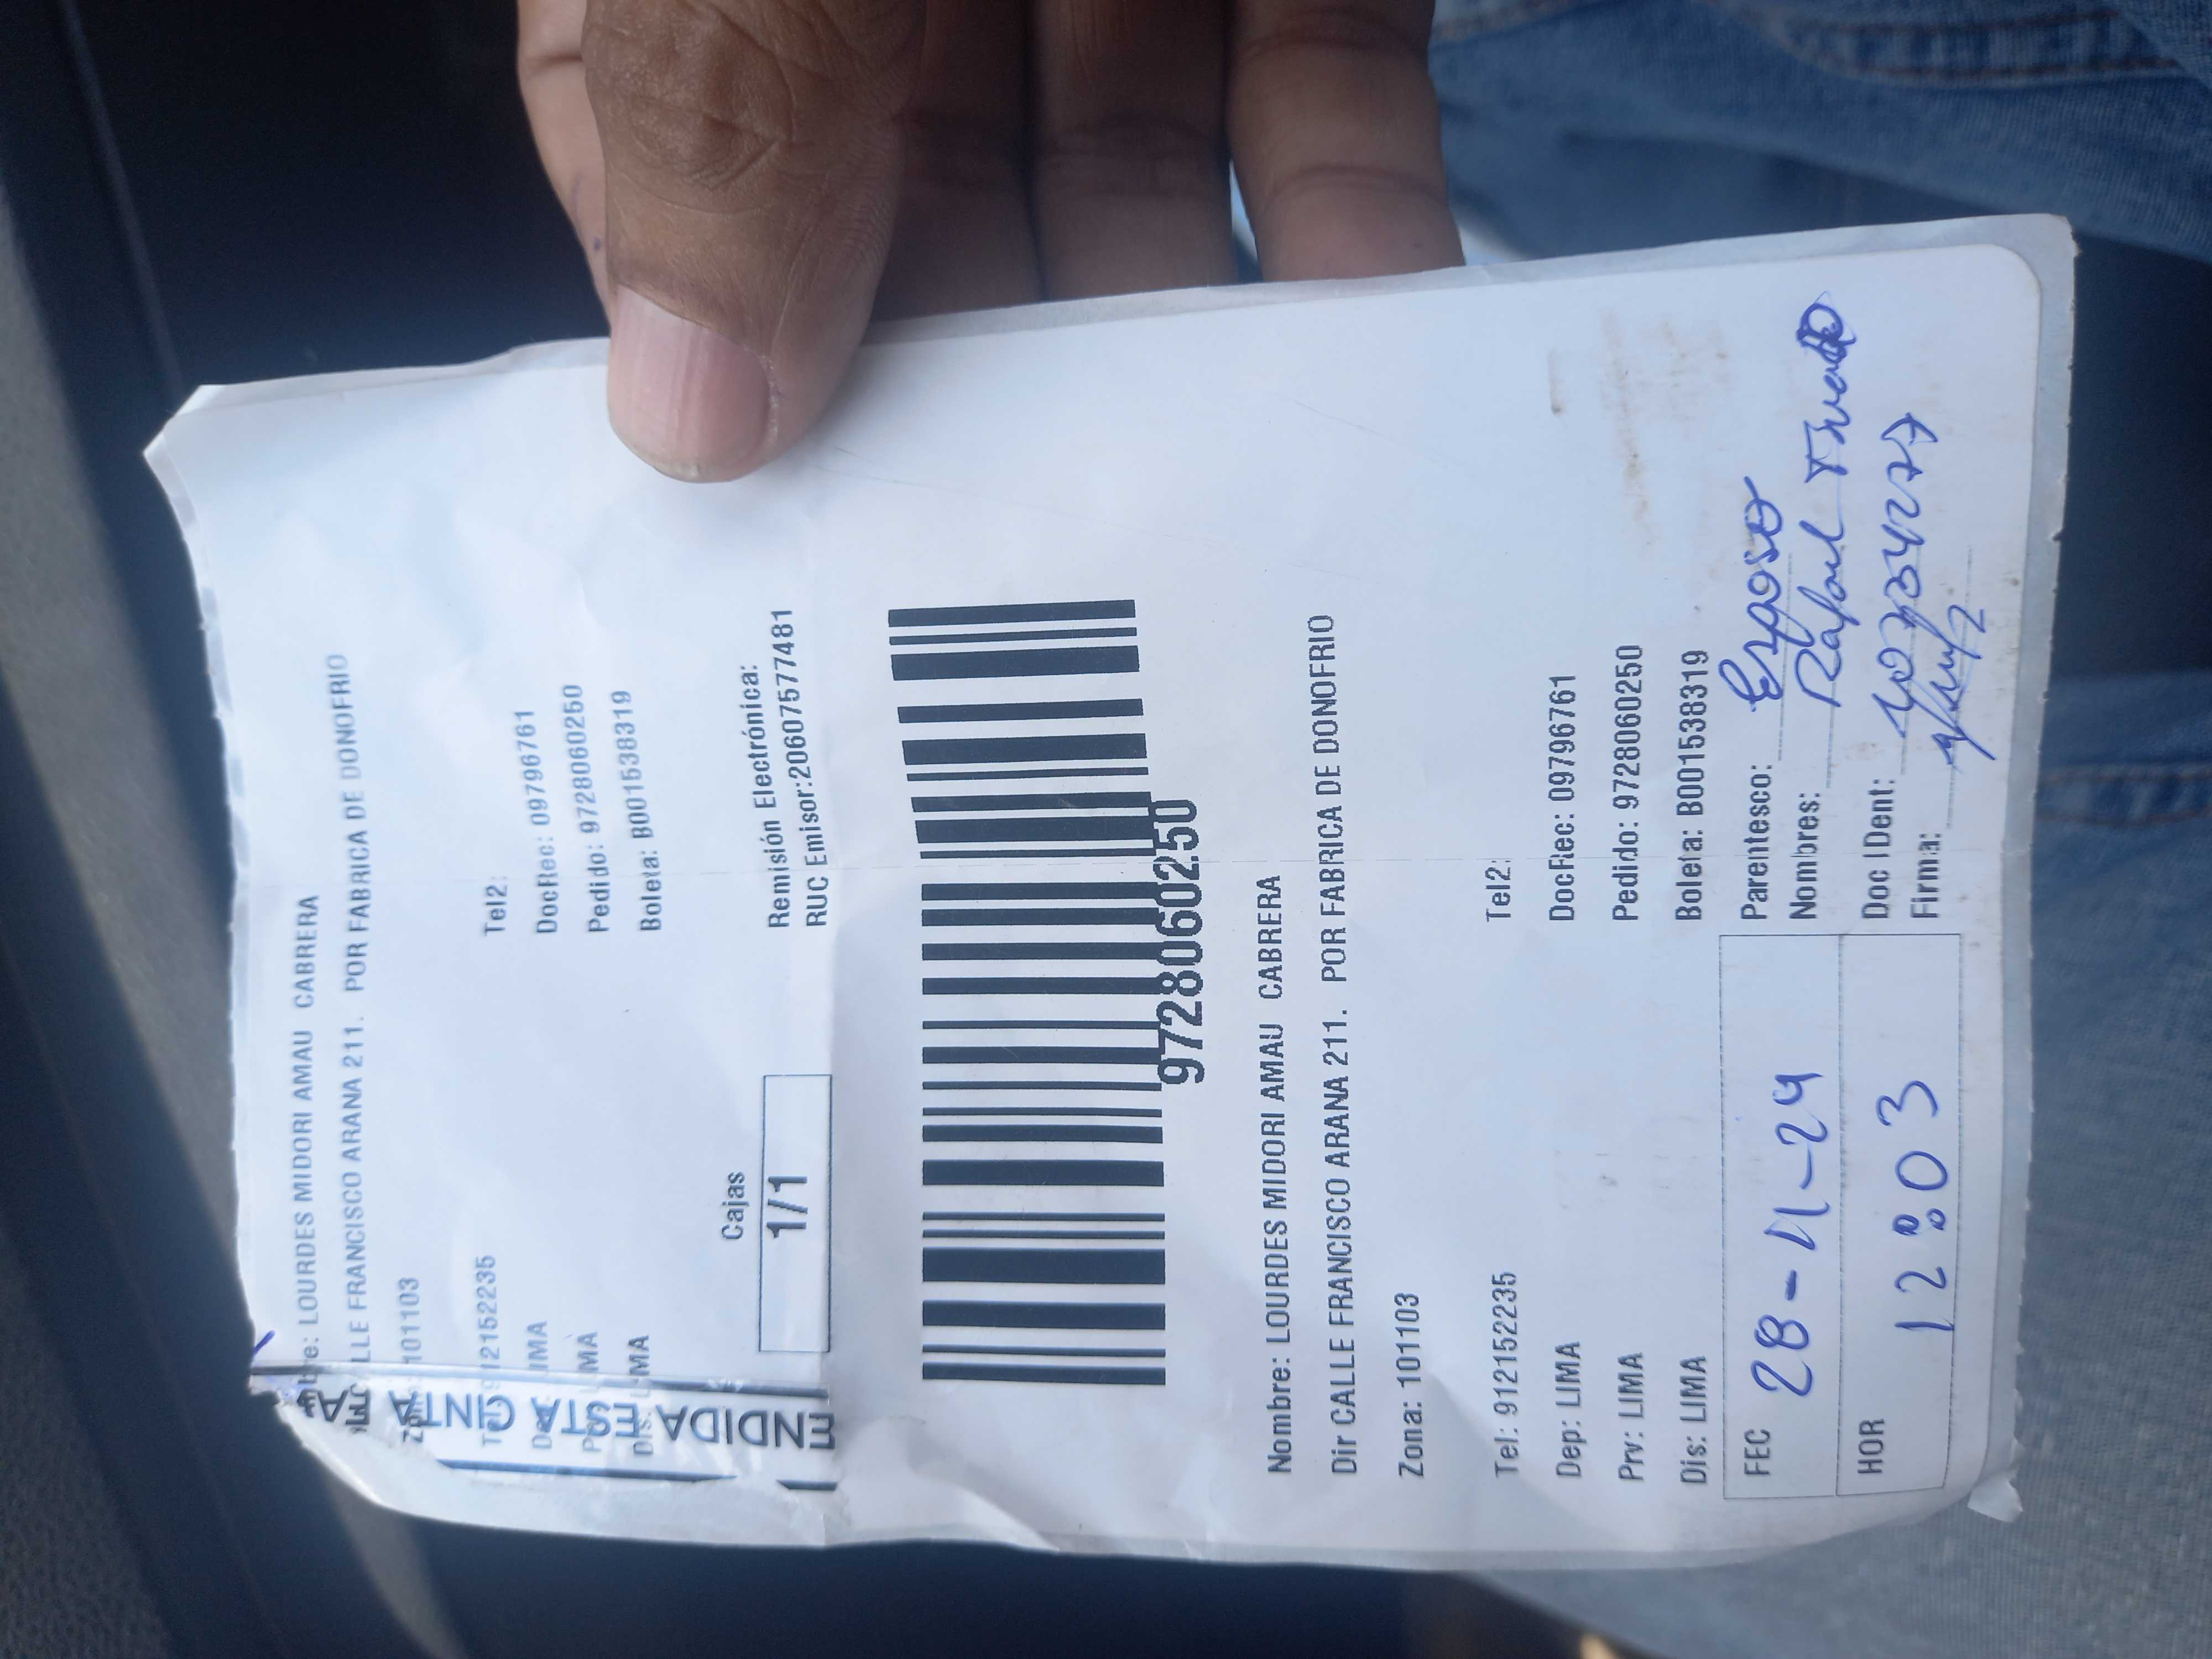 Nombre: LOURDES MIDORI AMAU CABRERA
CALLE FRANCISCO ARANA 211. POR FABRICA DE DONOFRIO
101103
912152235 Tel2:
LIMA DocRec: 09796761
LIMA Pedido: 9728060250
Dis: LIMA Boleta: B001538319
ESTA CINTA
ENDIDA
Cajas
1/1
Remisión Electrónica:
RUC Emisor:20607577481
9728060250
Nombre: LOURDES MIDORI AMAU CABRERA
Dir CALLE FRANCISCO ARANA 211. POR FABRICA DE DONOFRIO
Zona: 101103
Tel: 912152235 Tel2:
Dep: LIMA DocRec: 09796761
Prv: LIMA Pedido: 9728060250
Dis: LIMA Boleta: B001538319
FEC 28-11-24 Parentesco: Esposo
Nombres: Rafael
HOR 12:03 Doc IDent:
Firma: